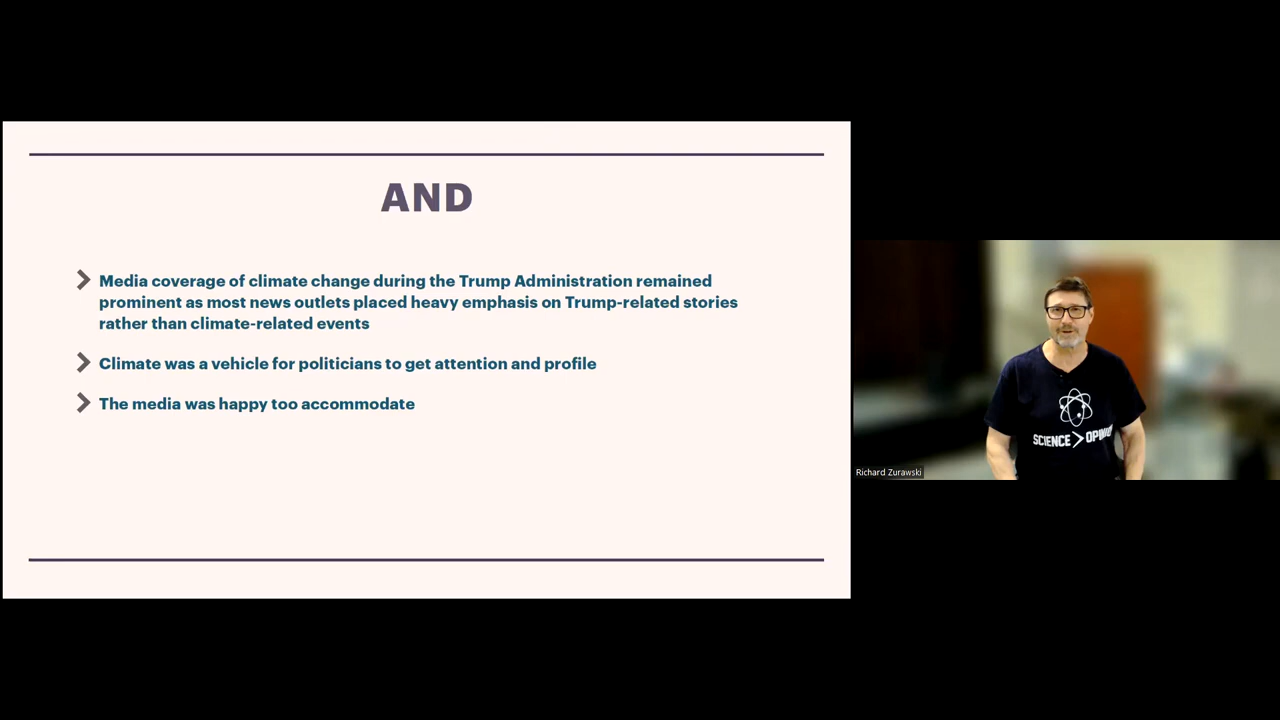 AND
Media coverage of climate change during the Trump Administration remained
prominent as most news outlets placed heavy emphasis on Trump-related stories
rather than climate-related events
Climate was a vehicle for politicians to get attention and profile
The media was happy too accommodate
SCIENCE>
Richard Zurawski